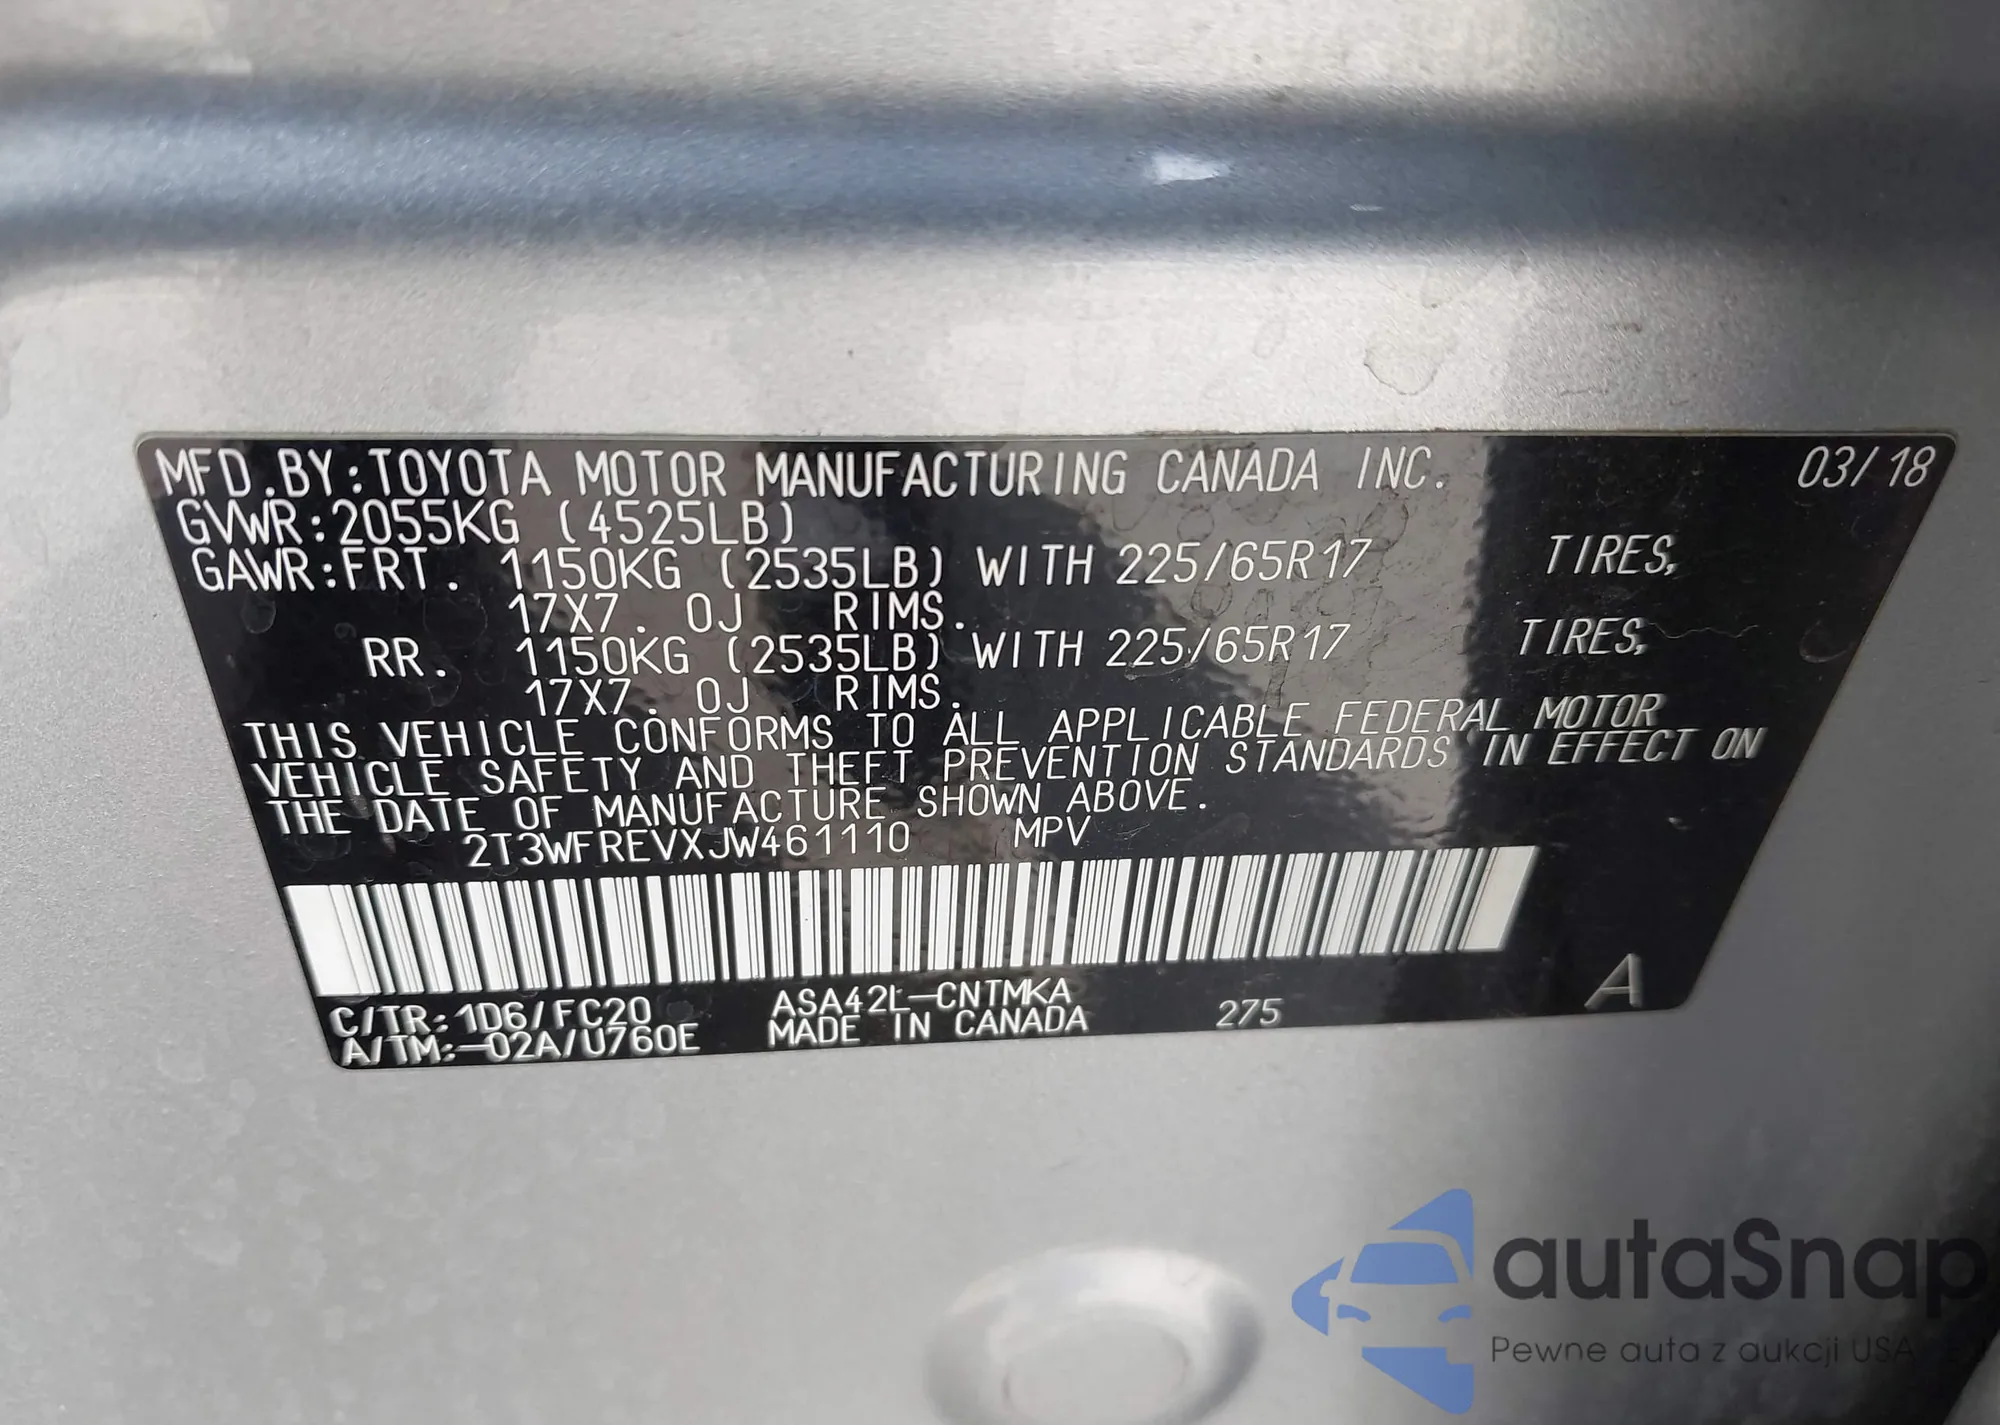 MFD.BY:TOYOTA MOTOR MANUFACTURING CANADA INC. 03/18
GVWR:2055KG (4525LB)
GAWR:FRT. 1150KG (2535LB) WITH 225/65R17 TIRES,
17X7.0J RIMS.
RR. 1150KG (2535LB) WITH 225/65R17 TIRES,
17X7.0J RIMS.
THIS VEHICLE CONFORMS TO ALL APPLICABLE FEDERAL MOTOR
VEHICLE SAFETY AND THEFT PREVENTION STANDARDS IN EFFECT ON
THE DATE OF MANUFACTURE SHOWN ABOVE.
2T3WFREVXJW461110 MPV
C/TR:1D6/FC20 ASA42L-CNTMKA 275 A
A/TM:-02A/U760E MADE IN CANADA
autaSnap
Pewne auta z aukcji USA